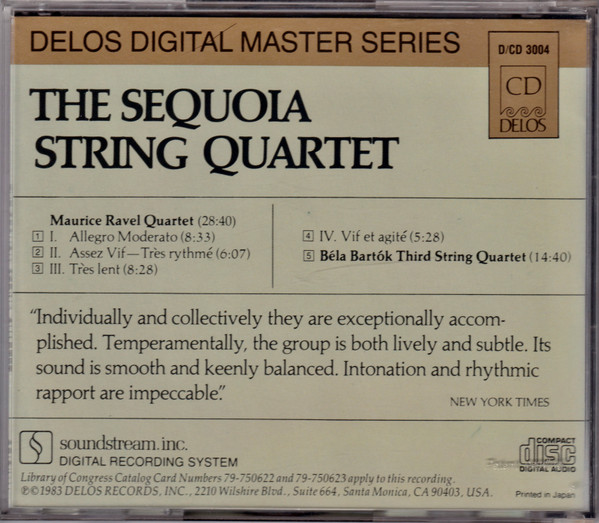 DELOS DIGITAL MASTER SERIES
D/CD 3004
CD
DELOS
THE SEQUOIA
STRING QUARTET
Maurice Ravel Quartet (28:40)
1 I. Allegro Moderato (8:33)
2 II. Assez Vif—Très rythmé (6:07)
3 III. Très lent (8:28)
4 IV. Vif et agité (5:28)
5 Béla Bartók Third String Quartet (14:40)
“Individually and collectively they are exceptionally accom-
plished. Temperamentally, the group is both lively and subtle. Its
sound is smooth and keenly balanced. Intonation and rhythmic
rapport are impeccable.”
NEW YORK TIMES
soundstream, inc.
DIGITAL RECORDING SYSTEM
COMPACT
disc
DIGITAL AUDIO
Library of Congress Catalog Card Numbers 79-750622 and 79-750623 apply to this recording.
℗©1983 DELOS RECORDS, INC., 2210 Wilshire Blvd., Suite 664, Santa Monica, CA 90403, USA.
Printed in Japan